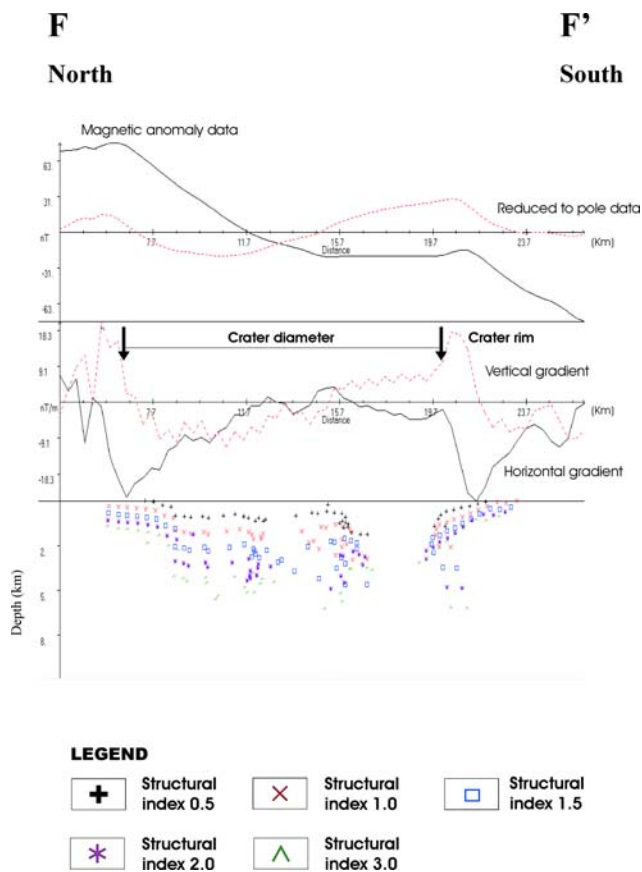 F F'
North South
Magnetic anomaly data
63.
31.
Reduced to pole data
nT 7.7 11.7 15.7 19.7 23.7 (Km)
Distance
-31.
-63.
18.3
Crater diameter Crater rim
9.1
Vertical gradient
nT/m 7.7 11.7 15.7 19.7 23.7 (Km)
Distance
-9.1
-18.3
Horizontal gradient
2.
5.
8.
Depth (km)
LEGEND
Structural index 0.5
Structural index 1.0
Structural index 1.5
Structural index 2.0
Structural index 3.0